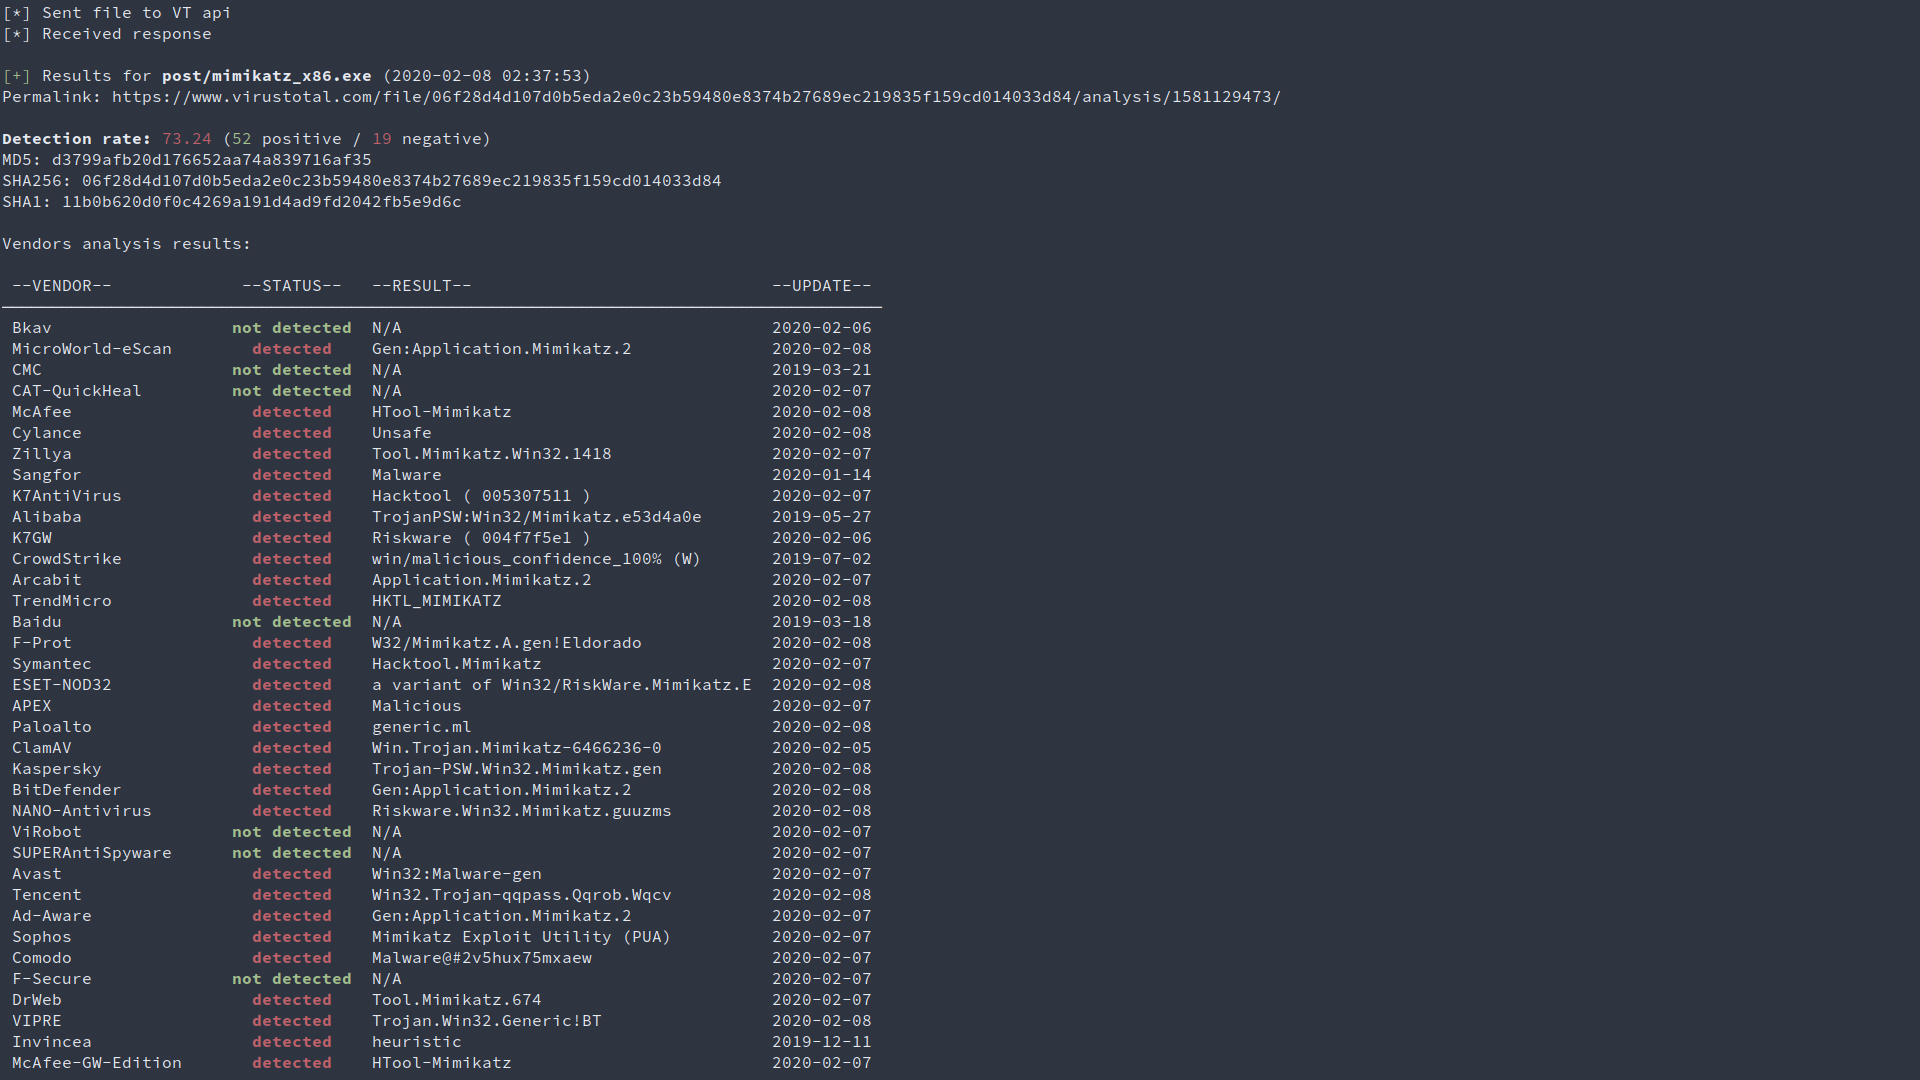 [*] Sent file to VT api
[*] Received response
[+] Results for post/mimikatz_x86.exe (2020-02-08 02:37:53)
Permalink: https://www.virustotal.com/file/06f28d4d107d0b5eda2e0c23b59480e8374b27689ec219835f159cd014033d84/analysis/1581129473/
Detection rate: 73.24 (52 positive / 19 negative)
MD5: d3799afb20d176652aa74a839716af35
SHA256: 06f28d4d107d0b5eda2e0c23b59480e8374b27689ec219835f159cd014033d84
SHA1: 11b0b620d0f0c4269a191d4ad9fd2042fb5e9d6c
Vendors analysis results:
--VENDOR-- --STATUS-- --RESULT-- --UPDATE--
Bkav not detected N/A 2020-02-06
MicroWorld-eScan detected Gen:Application.Mimikatz.2 2020-02-08
CMC not detected N/A 2019-03-21
CAT-QuickHeal not detected N/A 2020-02-07
McAfee detected HTool-Mimikatz 2020-02-08
Cylance detected Unsafe 2020-02-08
Zillya detected Tool.Mimikatz.Win32.1418 2020-02-07
Sangfor detected Malware 2020-01-14
K7AntiVirus detected Hacktool ( 005307511 ) 2020-02-07
Alibaba detected TrojanPSW:Win32/Mimikatz.e53d4a0e 2019-05-27
K7GW detected Riskware ( 004f7f5e1 ) 2020-02-06
CrowdStrike detected win/malicious_confidence_100% (W) 2019-07-02
Arcabit detected Application.Mimikatz.2 2020-02-07
TrendMicro detected HKTL_MIMIKATZ 2020-02-08
Baidu not detected N/A 2019-03-18
F-Prot detected W32/Mimikatz.A.gen!Eldorado 2020-02-08
Symantec detected Hacktool.Mimikatz 2020-02-07
ESET-NOD32 detected a variant of Win32/RiskWare.Mimikatz.E 2020-02-08
APEX detected Malicious 2020-02-07
Paloalto detected generic.ml 2020-02-08
ClamAV detected Win.Trojan.Mimikatz-6466236-0 2020-02-05
Kaspersky detected Trojan-PSW.Win32.Mimikatz.gen 2020-02-08
BitDefender detected Gen:Application.Mimikatz.2 2020-02-08
NANO-Antivirus detected Riskware.Win32.Mimikatz.guuzms 2020-02-08
ViRobot not detected N/A 2020-02-07
SUPERAntiSpyware not detected N/A 2020-02-07
Avast detected Win32:Malware-gen 2020-02-07
Tencent detected Win32.Trojan-qqpass.Qqrob.Wqcv 2020-02-08
Ad-Aware detected Gen:Application.Mimikatz.2 2020-02-07
Sophos detected Mimikatz Exploit Utility (PUA) 2020-02-07
Comodo detected Malware@#2v5hux75mxaew 2020-02-07
F-Secure not detected N/A 2020-02-07
DrWeb detected Tool.Mimikatz.674 2020-02-07
VIPRE detected Trojan.Win32.Generic!BT 2020-02-08
Invincea detected heuristic 2019-12-11
McAfee-GW-Edition detected HTool-Mimikatz 2020-02-07